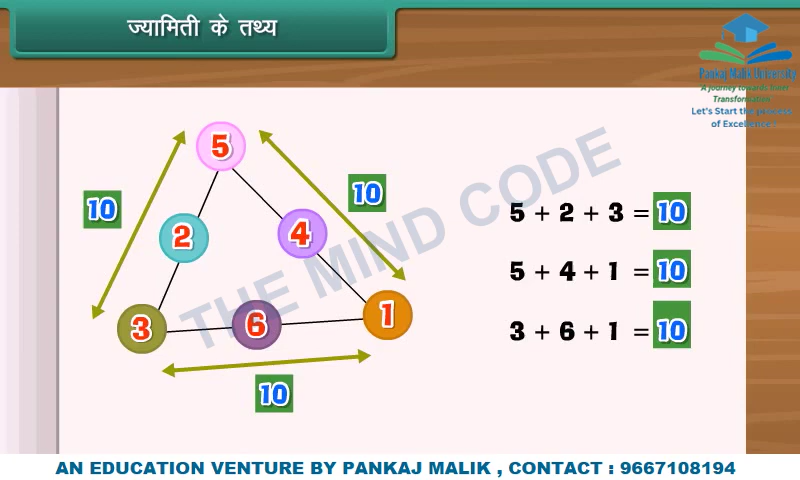 ज्यामिती के तथ्य
Pankaj Malik University
A journey towards Inner
Transformation
Let's Start the process
of Excellence..
5
10
10
2
4
3
6
1
10
5 + 2 + 3 = 10
5 + 4 + 1 = 10
3 + 6 + 1 = 10
THE MIND CODE
AN EDUCATION VENTURE BY PANKAJ MALIK , CONTACT : 9667108194